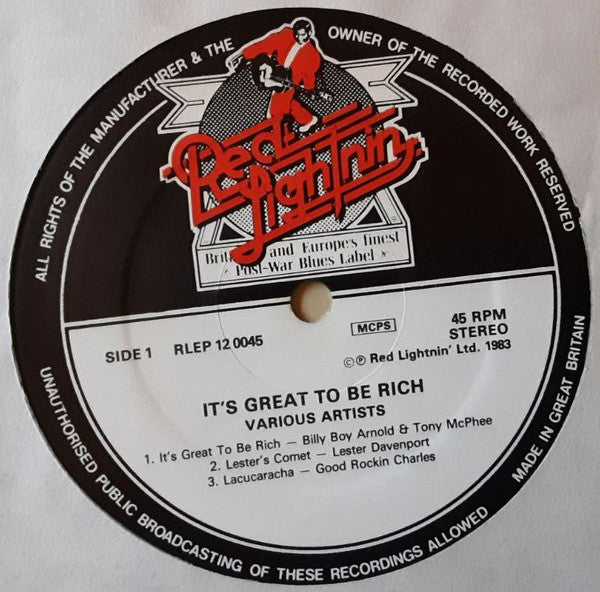 ALL RIGHTS OF THE MANUFACTURER & THE OWNER OF THE RECORDED WORK RESERVED
Red
Lightnin'
Brit and Europe's finest
Post-War Blues Label
SIDE 1 RLEP 12 0045
MCPS
45 RPM
STEREO
© ℗ Red Lightnin' Ltd. 1983
IT'S GREAT TO BE RICH
VARIOUS ARTISTS
1. It's Great To Be Rich — Billy Boy Arnold & Tony McPhee
2. Lester's Comet — Lester Davenport
3. Lacucaracha — Good Rockin Charles
UNAUTHORISED PUBLIC BROADCASTING OF THESE RECORDINGS ALLOWED
MADE IN GREAT BRITAIN